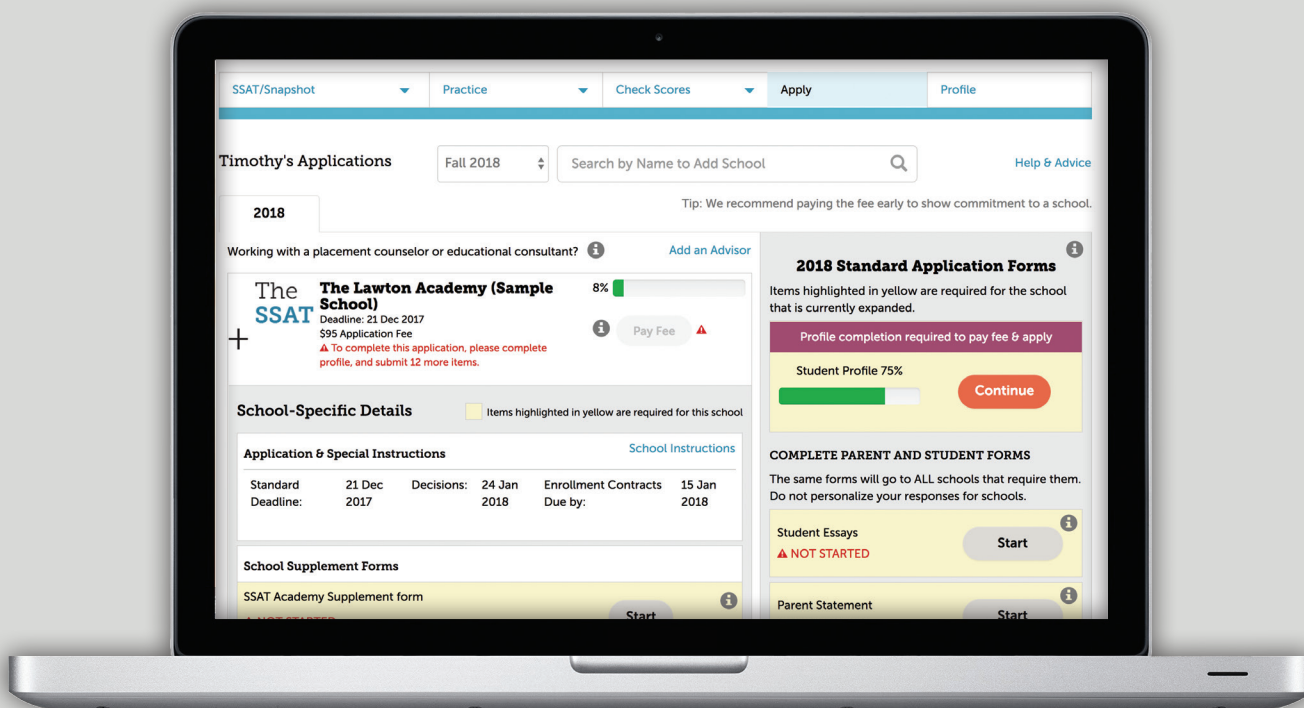 SSAT/Snapshot
Practice
Check Scores
Apply
Profile
Timothy's Applications
Fall 2018
Search by Name to Add School
Help & Advice
Tip: We recommend paying the fee early to show commitment to a school.
2018
Working with a placement counselor or educational consultant?
Add an Advisor
The
SSAT
The Lawton Academy (Sample
School)
Deadline: 21 Dec 2017
$95 Application Fee
To complete this application, please complete
profile, and submit 12 more items.
8%
Pay Fee
School-Specific Details
Items highlighted in yellow are required for this school
Application & Special Instructions
School Instructions
Standard
Deadline:
21 Dec
2017
Decisions:
24 Jan
2018
Enrollment Contracts
Due by:
15 Jan
2018
School Supplement Forms
SSAT Academy Supplement form
NOT STARTED
Start
2018 Standard Application Forms
Items highlighted in yellow are required for the school
that is currently expanded.
Profile completion required to pay fee & apply
Student Profile 75%
Continue
COMPLETE PARENT AND STUDENT FORMS
The same forms will go to ALL schools that require them.
Do not personalize your responses for schools.
Student Essays
NOT STARTED
Start
Parent Statement
Start